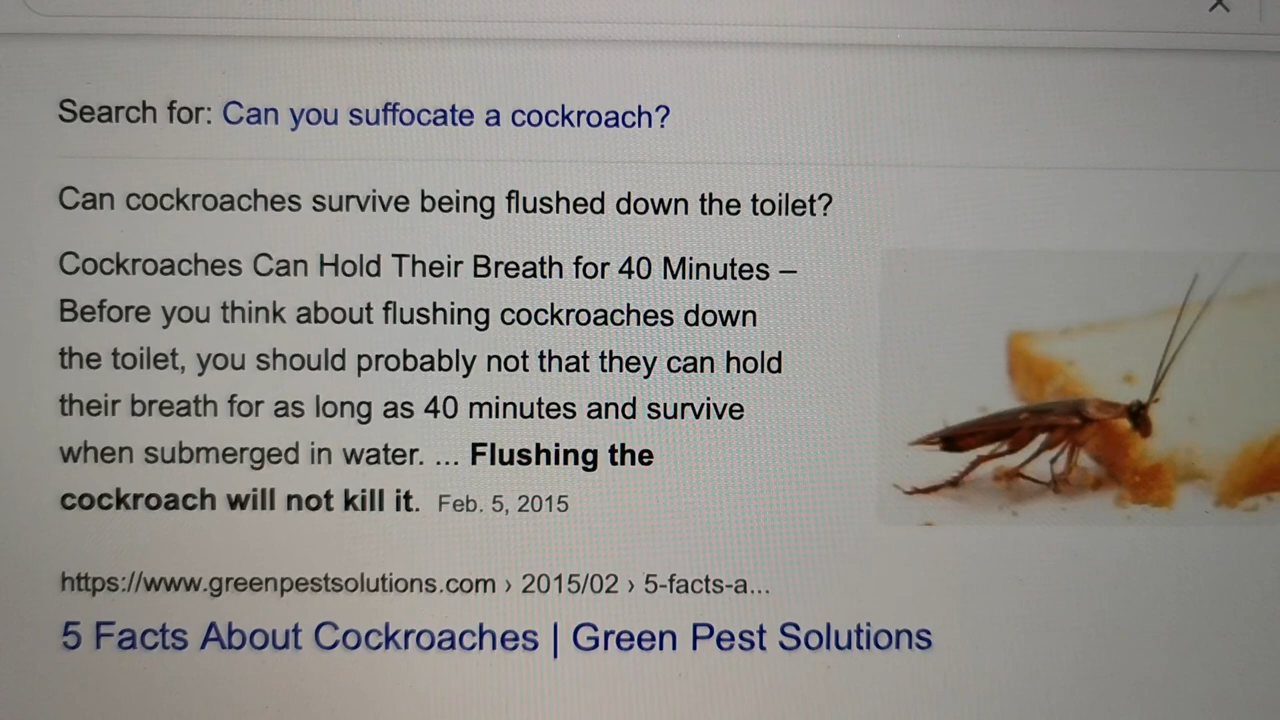 Search for: Can you suffocate a cockroach?
Can cockroaches survive being flushed down the toilet?
Cockroaches Can Hold Their Breath for 40 Minutes –
Before you think about flushing cockroaches down
the toilet, you should probably not that they can hold
their breath for as long as 40 minutes and survive
when submerged in water. ... Flushing the
cockroach will not kill it. Feb. 5, 2015
https://www.greenpestsolutions.com › 2015/02 › 5-facts-a...
5 Facts About Cockroaches | Green Pest Solutions